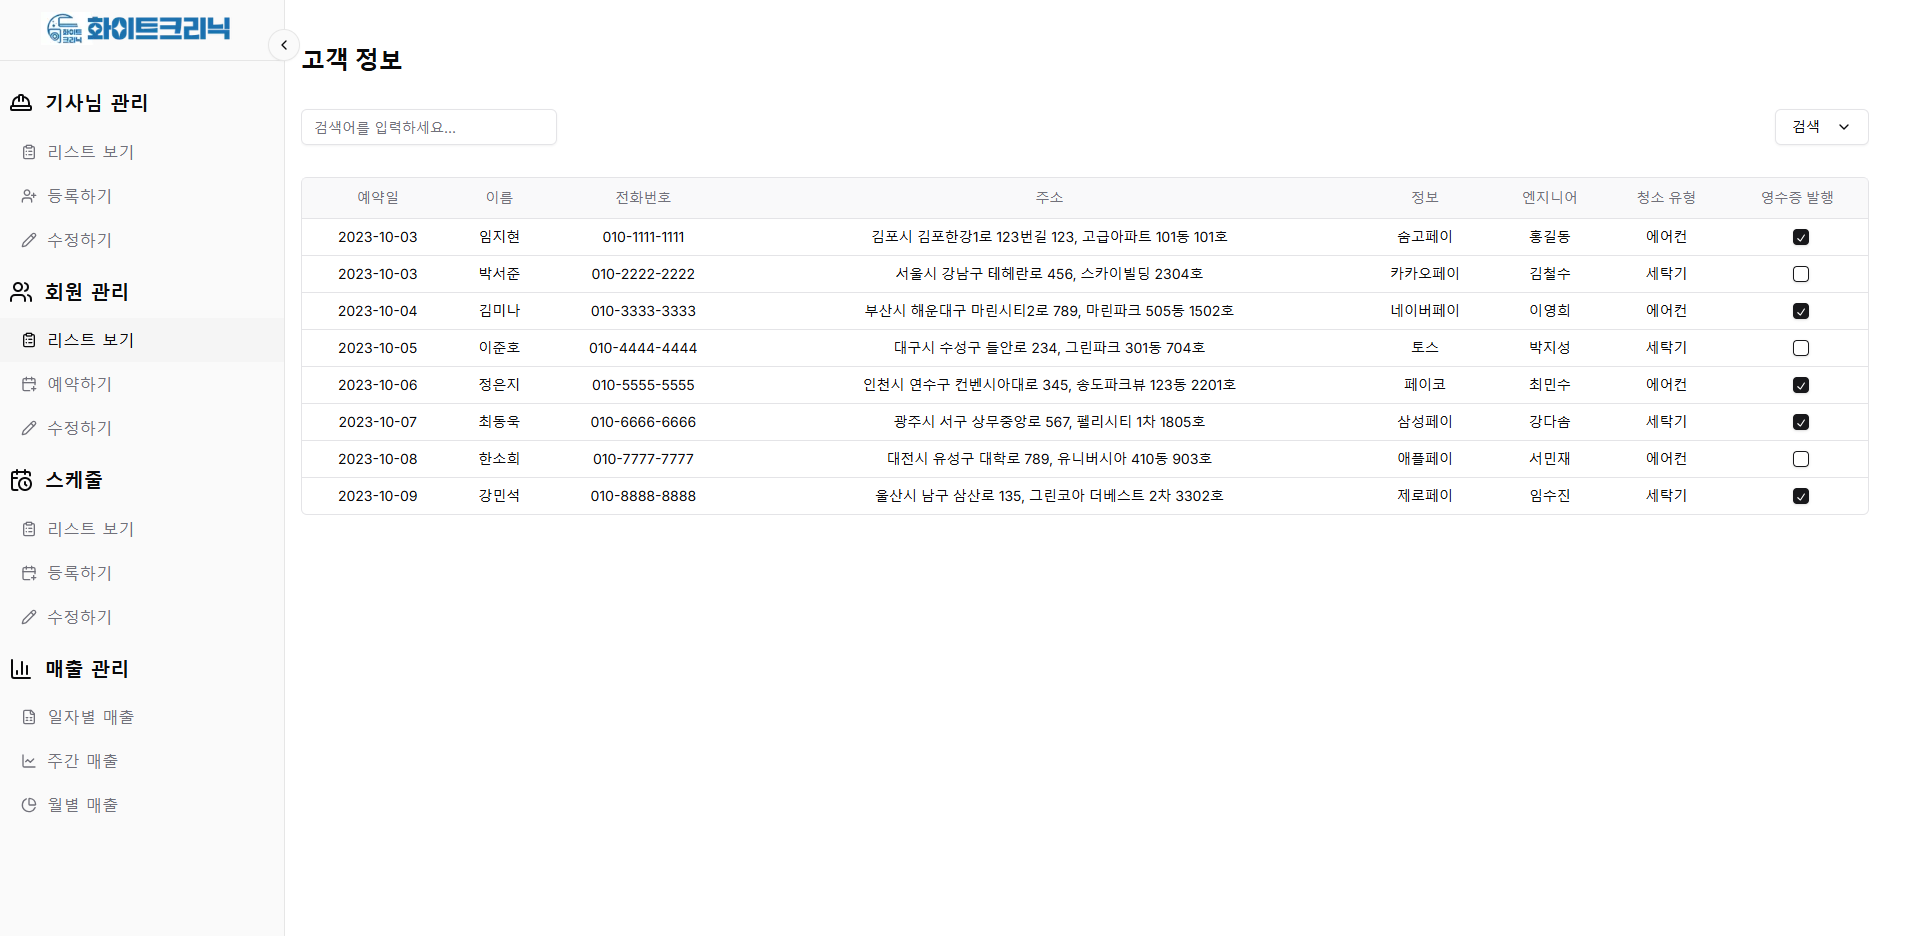 화이트크리닉
화이트
크리닉
고객 정보
기사님 관리
리스트 보기
등록하기
수정하기
회원 관리
리스트 보기
예약하기
수정하기
스케줄
리스트 보기
등록하기
수정하기
매출 관리
일자별 매출
주간 매출
월별 매출
검색어를 입력하세요...
검색
예약일 이름 전화번호 주소 정보 엔지니어 청소 유형 영수증 발행
2023-10-03 임지현 010-1111-1111 김포시 김포한강1로 123번길 123, 고급아파트 101동 101호 숨고페이 홍길동 에어컨
2023-10-03 박서준 010-2222-2222 서울시 강남구 테헤란로 456, 스카이빌딩 2304호 카카오페이 김철수 세탁기
2023-10-04 김미나 010-3333-3333 부산시 해운대구 마린시티2로 789, 마린파크 505동 1502호 네이버페이 이영희 에어컨
2023-10-05 이준호 010-4444-4444 대구시 수성구 들안로 234, 그린파크 301동 704호 토스 박지성 세탁기
2023-10-06 정은지 010-5555-5555 인천시 연수구 컨벤시아대로 345, 송도파크뷰 123동 2201호 페이코 최민수 에어컨
2023-10-07 최동욱 010-6666-6666 광주시 서구 상무중앙로 567, 펠리시티 1차 1805호 삼성페이 강다솜 세탁기
2023-10-08 한소희 010-7777-7777 대전시 유성구 대학로 789, 유니버시아 410동 903호 애플페이 서민재 에어컨
2023-10-09 강민석 010-8888-8888 울산시 남구 삼산로 135, 그린코아 더베스트 2차 3302호 제로페이 임수진 세탁기